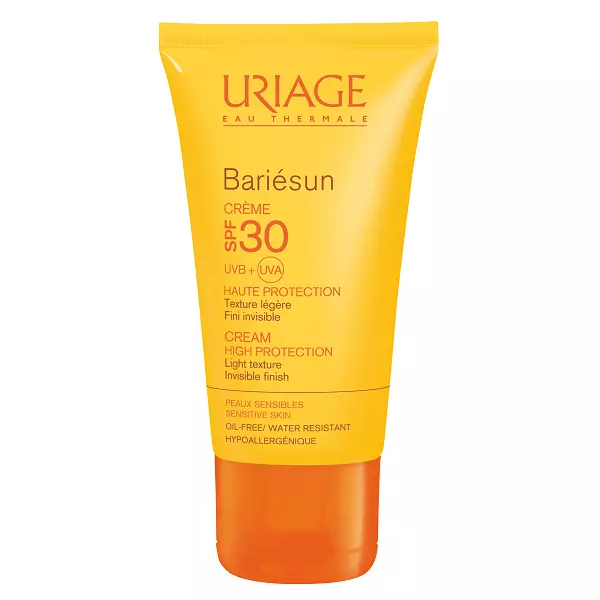 URIAGE
EAU THERMALE
Bariésun
CRÈME
SPF 30
UVB + UVA
HAUTE PROTECTION
Texture légère
Fini invisible
CREAM
HIGH PROTECTION
Light texture
Invisible finish
PEAUX SENSIBLES
SENSITIVE SKIN
OIL-FREE/ WATER RESISTANT
HYPOALLERGÉNIQUE